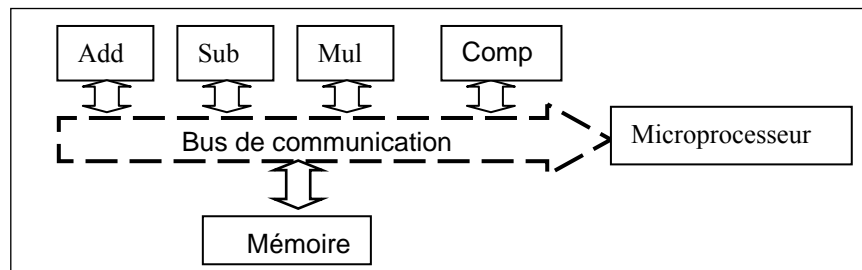 Add Sub Mul Comp
Bus de communication
Microprocesseur
Mémoire